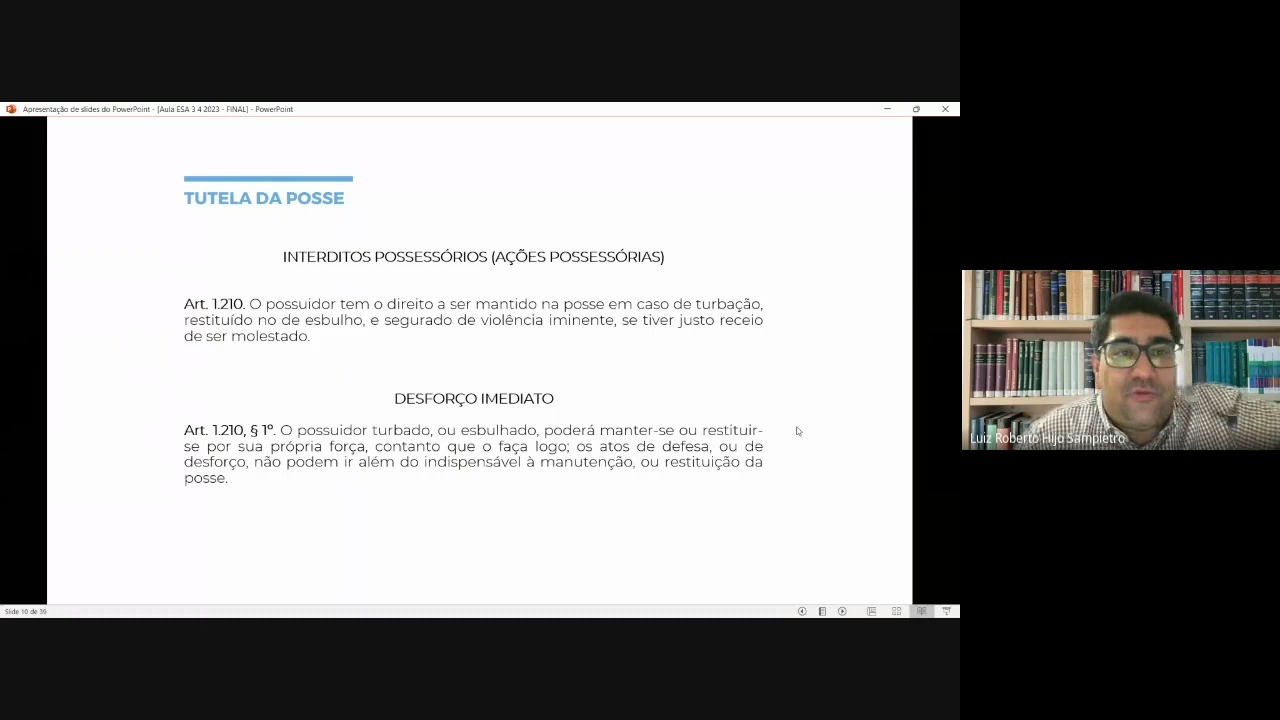 Apresentação de slides do PowerPoint - [Aula ESA 3 4 2023 - FINAL] - PowerPoint
TUTELA DA POSSE
INTERDITOS POSSESSÓRIOS (AÇÕES POSSESSÓRIAS)
Art. 1.210. O possuidor tem o direito a ser mantido na posse em caso de turbação,
restituído no de esbulho, e segurado de violência iminente, se tiver justo receio
de ser molestado.
DESFORÇO IMEDIATO
Art. 1.210, § 1º. O possuidor turbado, ou esbulhado, poderá manter-se ou restituir-
se por sua própria força, contanto que o faça logo; os atos de defesa, ou de
desforço, não podem ir além do indispensável à manutenção, ou restituição da
posse.
Slide 10 de 39
Luiz Roberto Hijo Sampietro